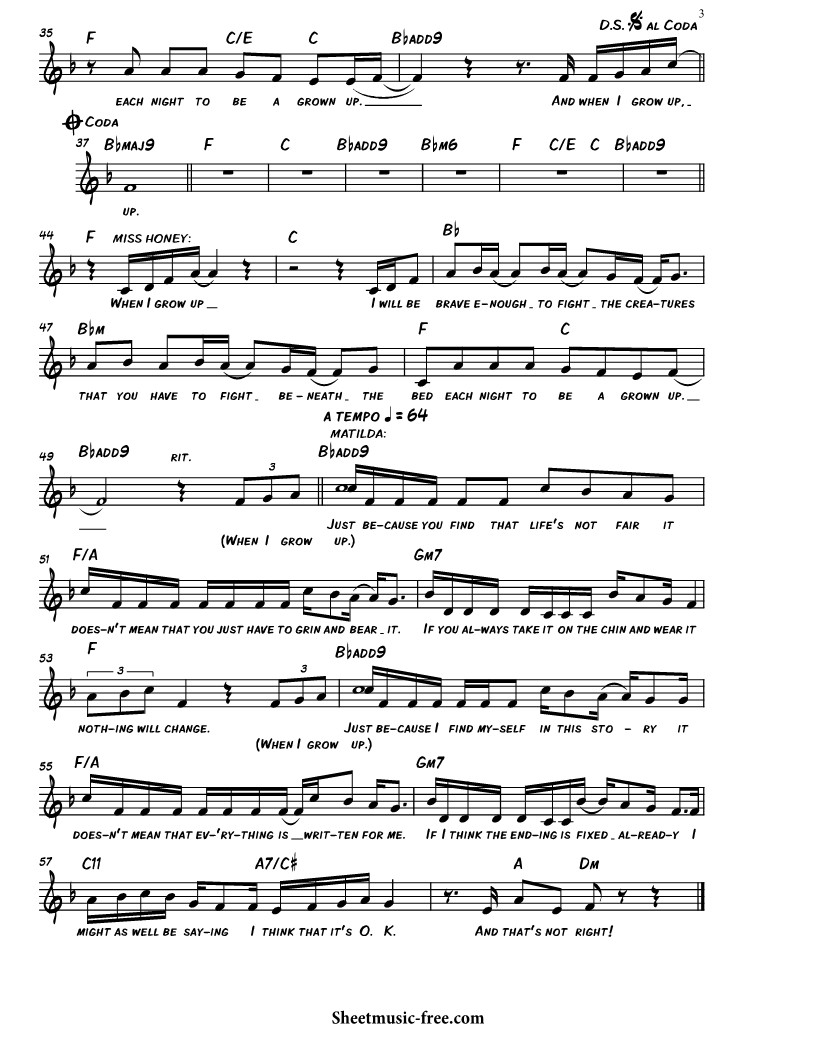 3
D.S. 𝄋 AL CODA
35 F C/E C B♭ADD9
EACH NIGHT TO BE A GROWN UP. AND WHEN I GROW UP,
CODA
37 B♭MAJ9 F C B♭ADD9 B♭M6 F C/E C B♭ADD9
UP.
44 F MISS HONEY: C B♭
WHEN I GROW UP I WILL BE BRAVE E-NOUGH TO FIGHT THE CREA-TURES
47 B♭M F C
THAT YOU HAVE TO FIGHT BE-NEATH THE BED EACH NIGHT TO BE A GROWN UP.
A TEMPO ♩ = 64
MATILDA:
49 B♭ADD9 RIT. 3 B♭ADD9
JUST BE-CAUSE YOU FIND THAT LIFE'S NOT FAIR IT
(WHEN I GROW UP.)
51 F/A GM7
DOES-N'T MEAN THAT YOU JUST HAVE TO GRIN AND BEAR IT. IF YOU AL-WAYS TAKE IT ON THE CHIN AND WEAR IT
53 F 3 3 B♭ADD9
NOTH-ING WILL CHANGE. JUST BE-CAUSE I FIND MY-SELF IN THIS STO - RY IT
(WHEN I GROW UP.)
55 F/A GM7
DOES-N'T MEAN THAT EV-'RY-THING IS WRIT-TEN FOR ME. IF I THINK THE END-ING IS FIXED AL-READ-Y I
57 C11 A7/C♯ A DM
MIGHT AS WELL BE SAY-ING I THINK THAT IT'S O. K. AND THAT'S NOT RIGHT!
Sheetmusic-free.com